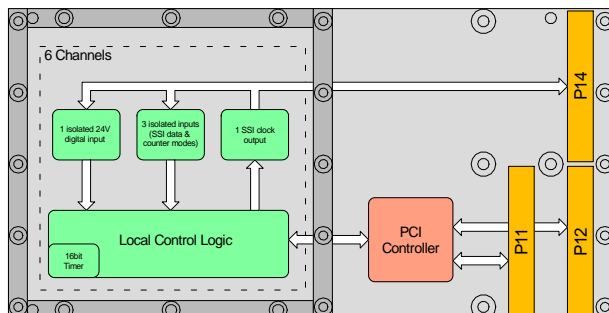 6 Channels
1 isolated 24V
digital input
3 isolated inputs
(SSI data &
counter modes)
1 SSI clock
output
P14
Local Control Logic
16bit
Timer
PCI
Controller
P11
P12